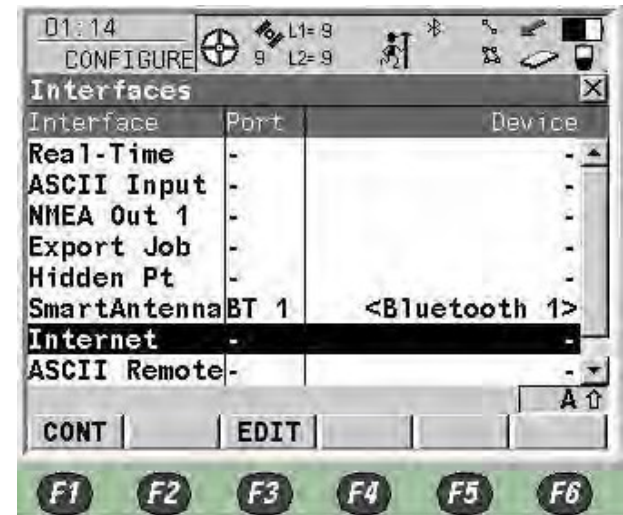 01:14
CONFIGURE
9
L1= 9
L2= 9
Interfaces
Interface Port Device
Real-Time - -
ASCII Input - -
NMEA Out 1 - -
Export Job - -
Hidden Pt - -
SmartAntenna BT 1 <Bluetooth 1>
Internet - -
ASCII Remote - -
A
CONT EDIT
F1 F2 F3 F4 F5 F6